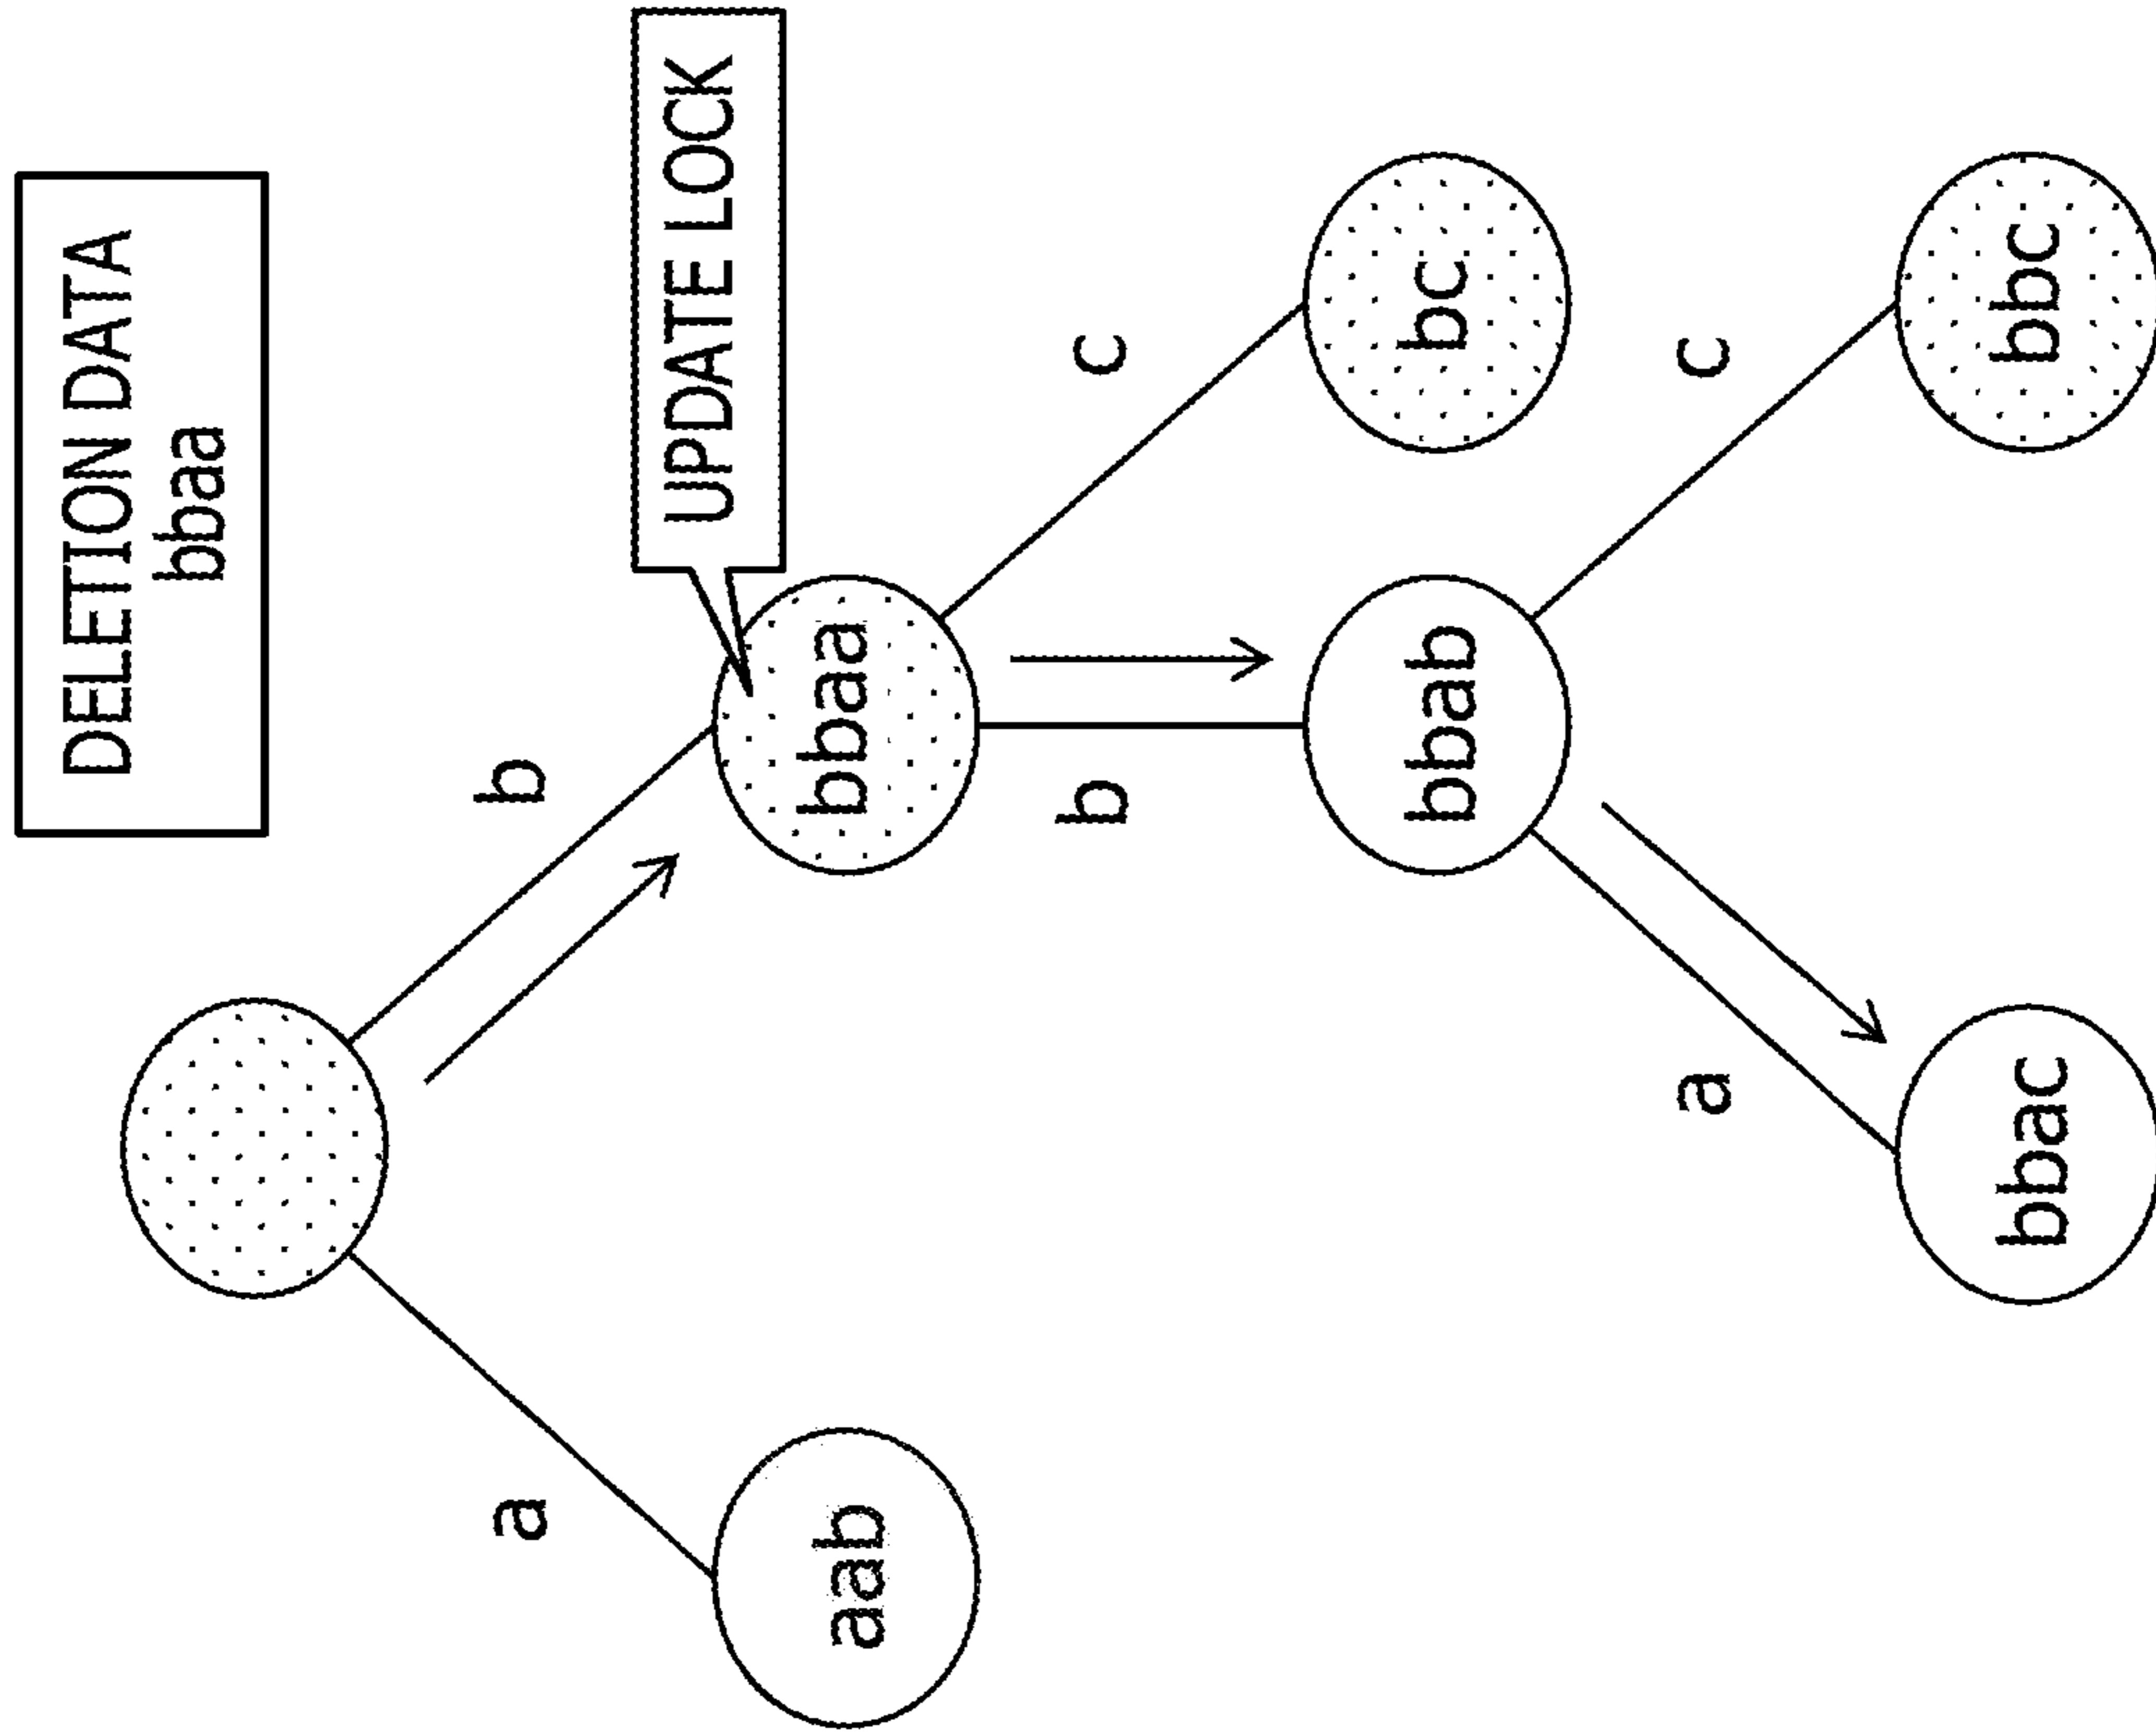 DELETION DATA
bbaa
UPDATE LOCK
a
b
aab
bbaa
b
c
bbab
bc
a
c
bbac
bbc